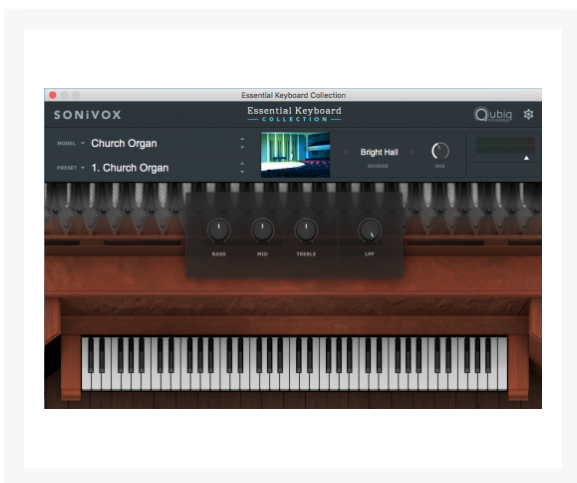 Essential Keyboard Collection
SONiVOX
Essential Keyboard
COLLECTION
Qubiq
MODEL Church Organ
PRESET 1. Church Organ
Bright Hall
REVERB
MIX
BASS MID TREBLE LPF